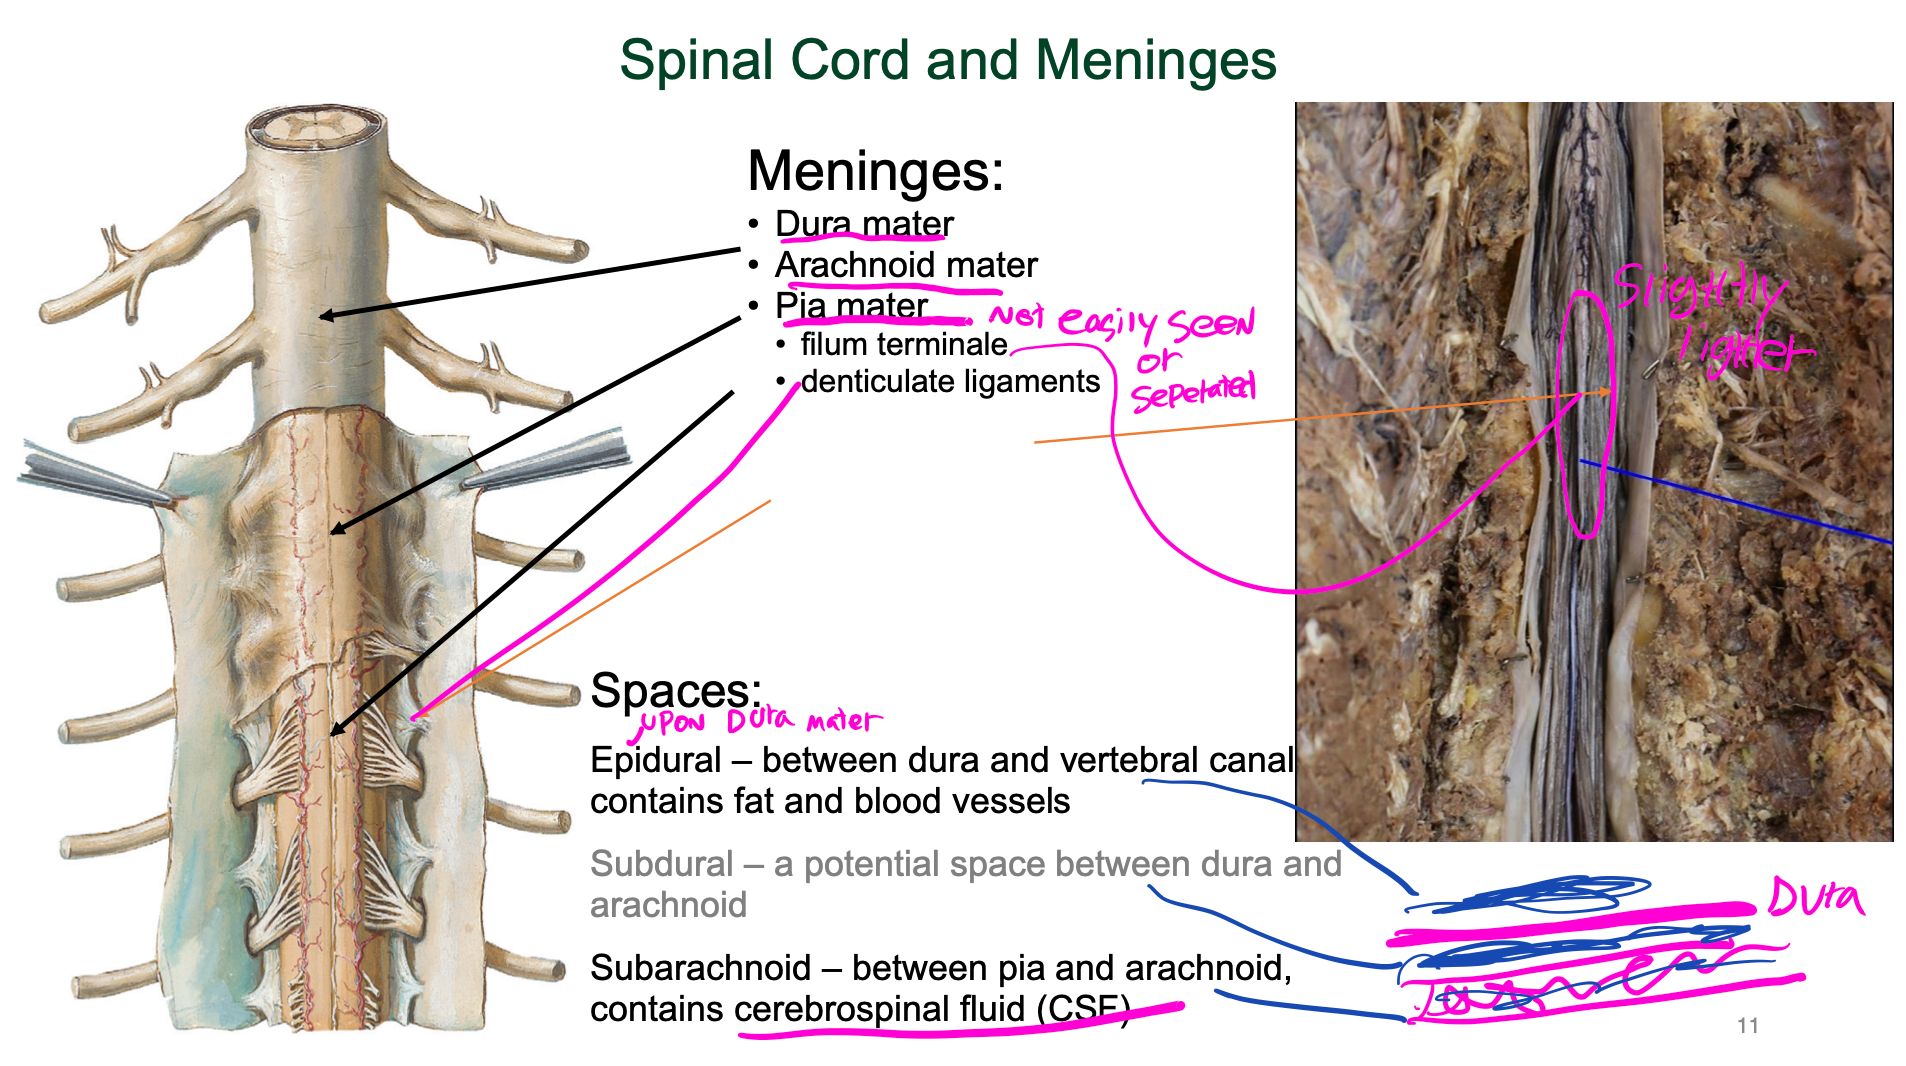 Spinal Cord and Meninges
Meninges:
• Dura mater
• Arachnoid mater
• Pia mater
• filum terminale
• denticulate ligaments
Not easily seen
or
seperated
Slightly
lighter
Spaces:
upon Dura mater
Epidural – between dura and vertebral canal
contains fat and blood vessels
Subdural – a potential space between dura and
arachnoid
Subarachnoid – between pia and arachnoid,
contains cerebrospinal fluid (CSF)
Dura
11